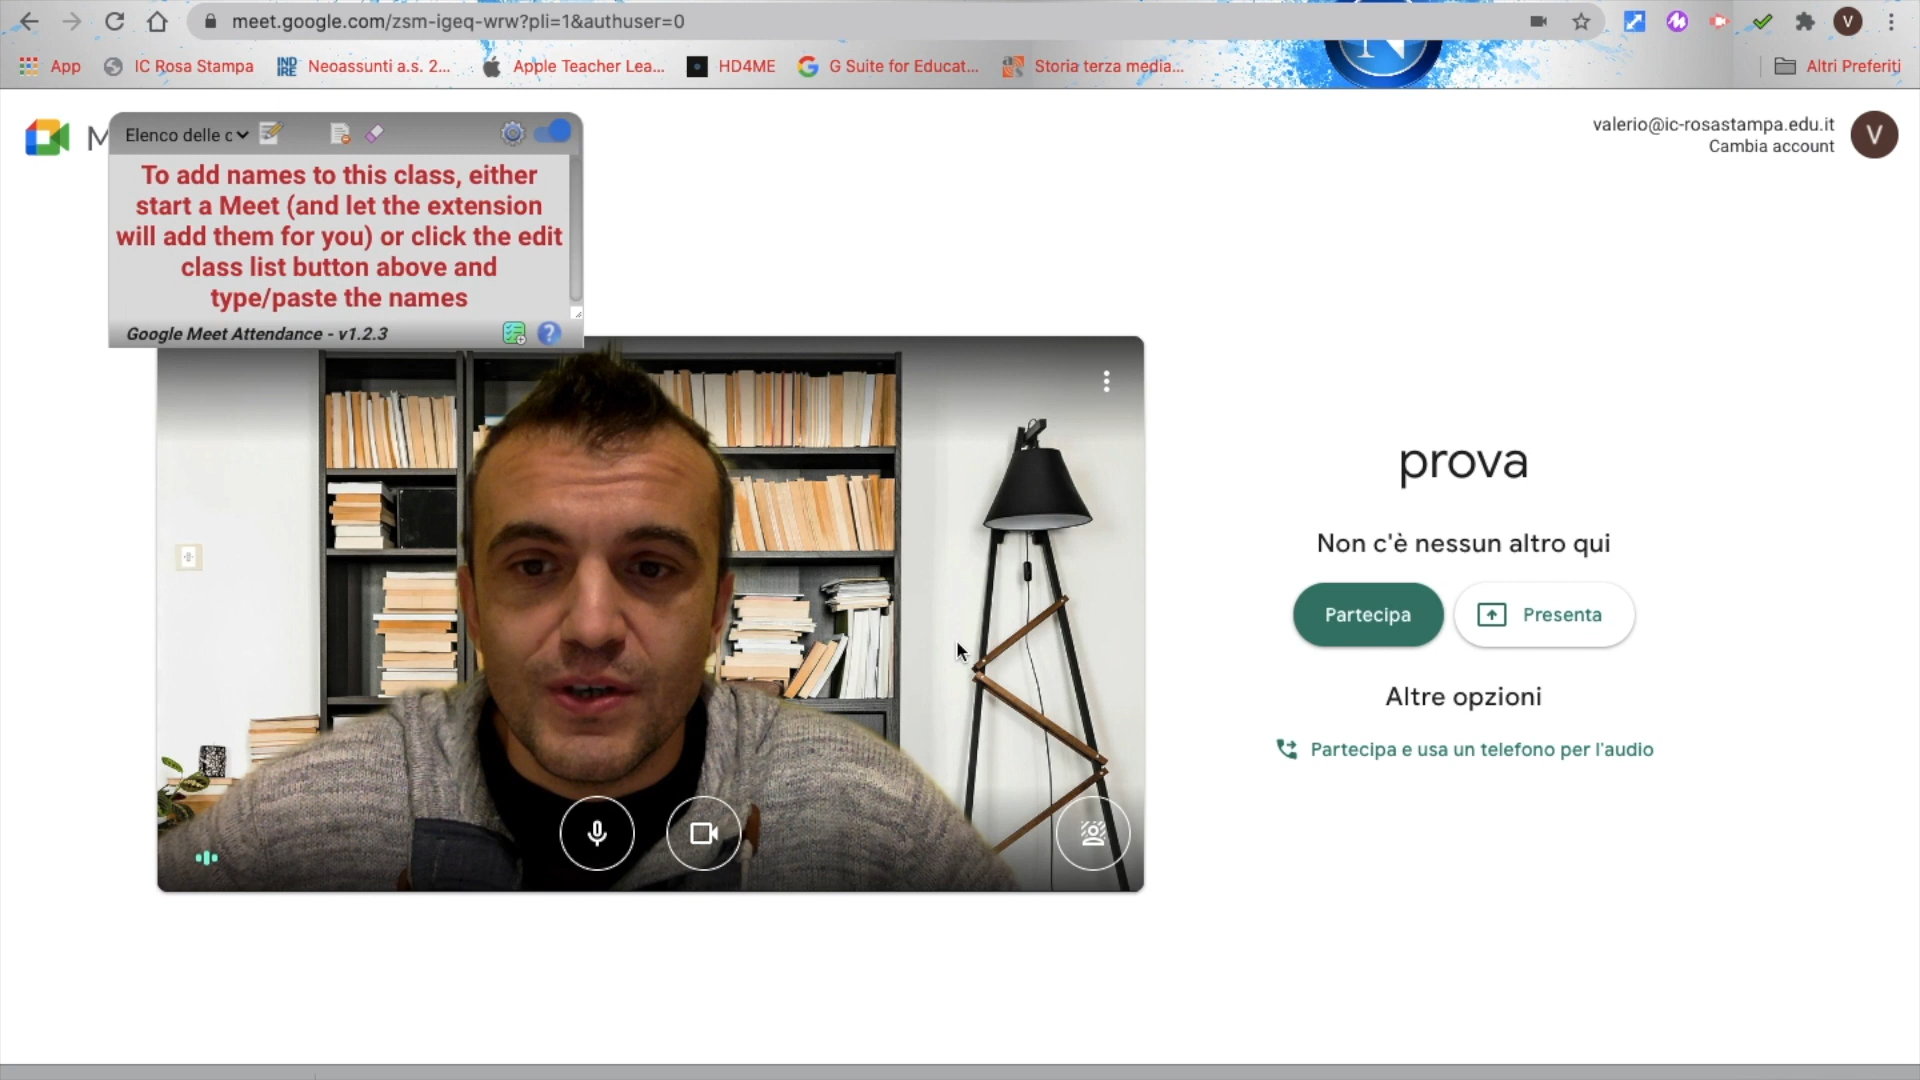 meet.google.com/zsm-igeq-wrw?pli=1&authuser=0
V
App
IC Rosa Stampa
IND
IRE
Neoassunti a.s. 2...
Apple Teacher Lea...
HD4ME
G Suite for Educat...
Storia terza media...
Altri Preferiti
M
Elenco delle c
To add names to this class, either
start a Meet (and let the extension
will add them for you) or click the edit
class list button above and
type/paste the names
Google Meet Attendance - v1.2.3
?
valerio@ic-rosastampa.edu.it
Cambia account
V
prova
Non c'è nessun altro qui
Partecipa
Presenta
Altre opzioni
Partecipa e usa un telefono per l'audio